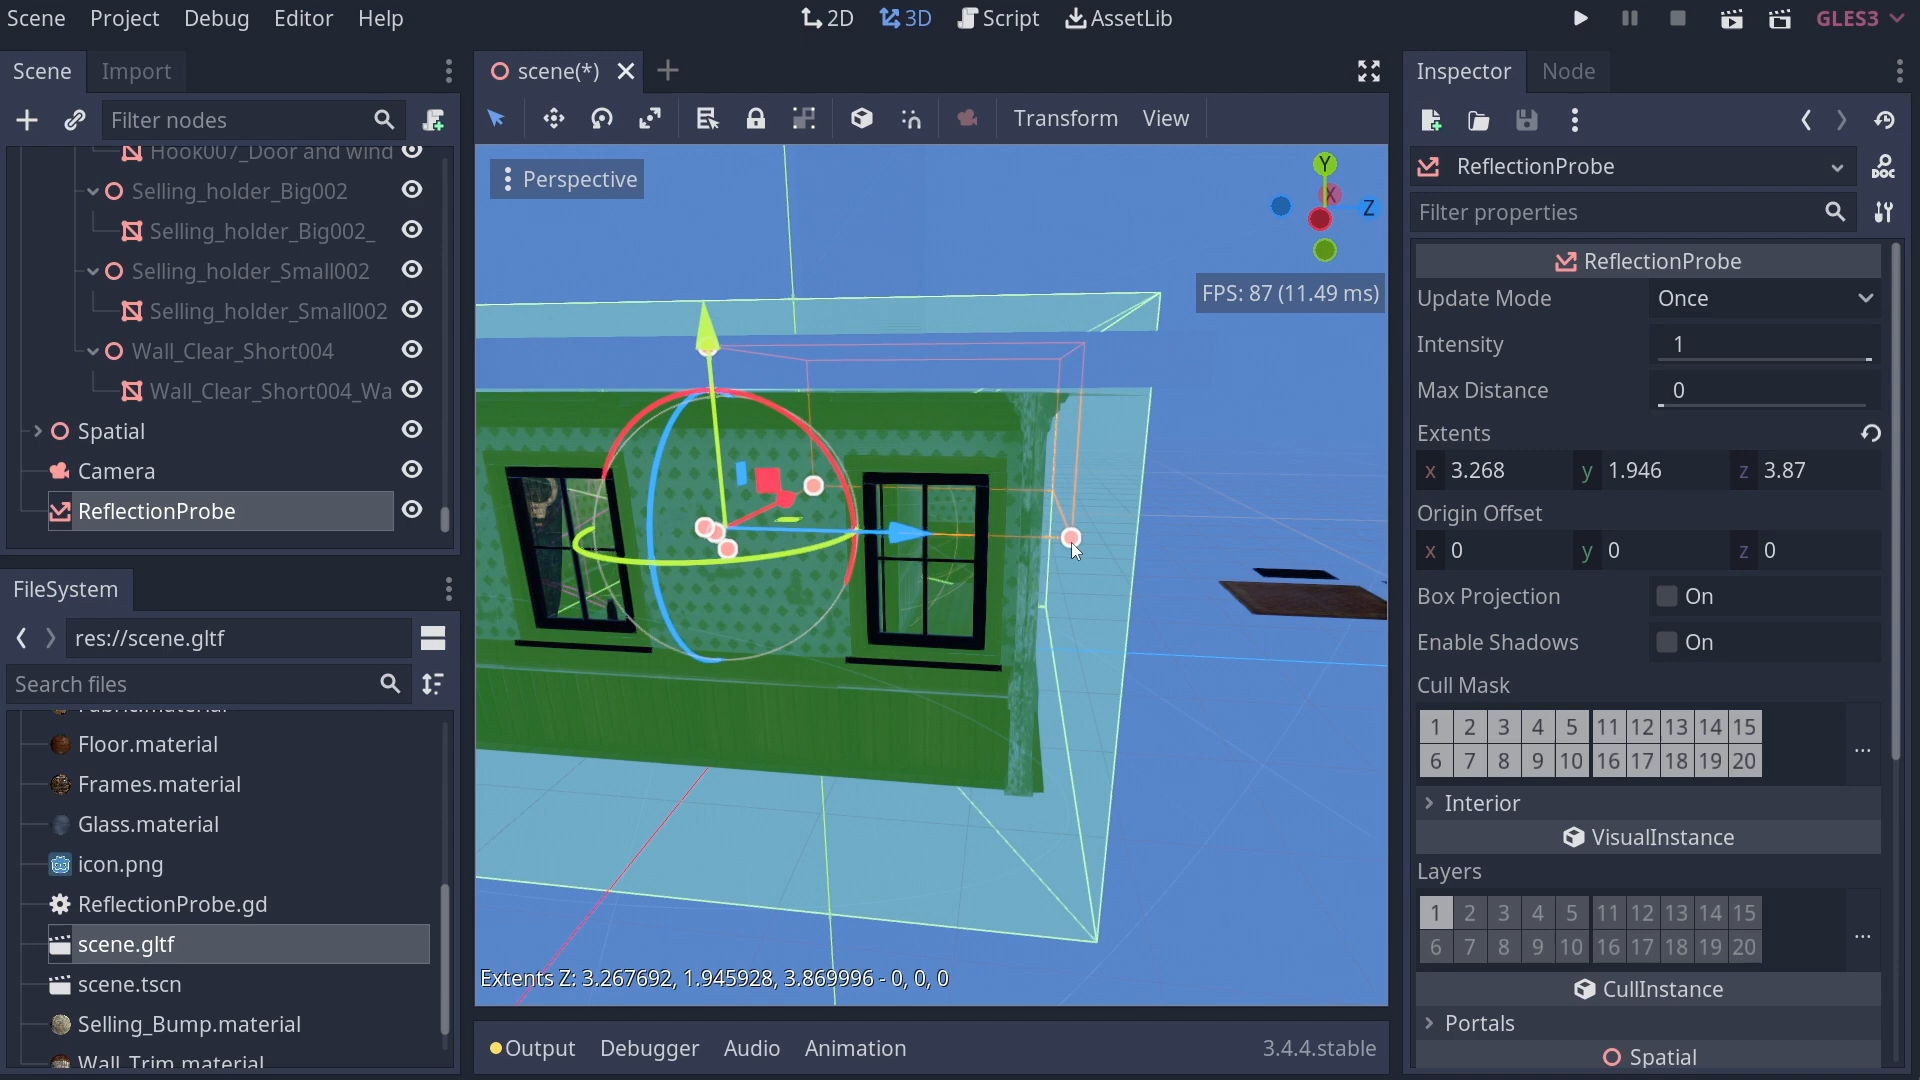 Scene Project Debug Editor Help
2D 3D Script AssetLib
GLES3
Scene Import
Filter nodes
Hook007_Door and wind
Selling_holder_Big002
Selling_holder_Big002_
Selling_holder_Small002
Selling_holder_Small002
Wall_Clear_Short004
Wall_Clear_Short004_Wa
Spatial
Camera
ReflectionProbe
FileSystem
res://scene.gltf
Search files
Fabric.material
Floor.material
Frames.material
Glass.material
icon.png
ReflectionProbe.gd
scene.gltf
scene.tscn
Selling_Bump.material
Wall_Trim.material
scene(*)
Transform View
Perspective
Y
X
Z
FPS: 87 (11.49 ms)
Extents Z: 3.267692, 1.945928, 3.869996 - 0, 0, 0
Output Debugger Audio Animation 3.4.4.stable
Inspector Node
ReflectionProbe
DOC
Filter properties
ReflectionProbe
Update Mode Once
Intensity 1
Max Distance 0
Extents
x 3.268 y 1.946 z 3.87
Origin Offset
x 0 y 0 z 0
Box Projection On
Enable Shadows On
Cull Mask
1 2 3 4 5 11 12 13 14 15
6 7 8 9 10 16 17 18 19 20
...
Interior
VisualInstance
Layers
1 2 3 4 5 11 12 13 14 15
6 7 8 9 10 16 17 18 19 20
...
CullInstance
Portals
Spatial